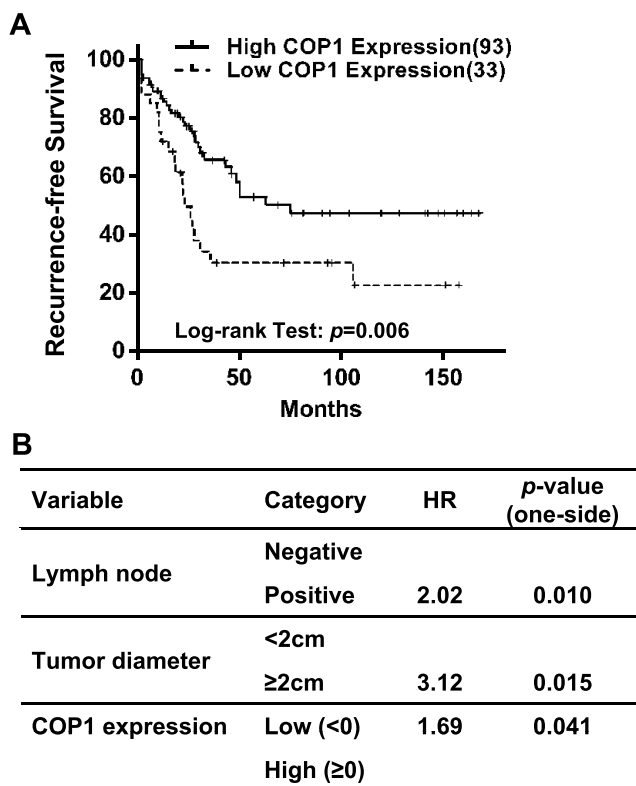 A
High COP1 Expression(93)
Low COP1 Expression(33)
Recurrence-free Survival
100
80
60
40
20
0
Log-rank Test: p=0.006
0 50 100 150
Months
B
Variable Category HR p-value (one-side)
Lymph node Negative
Positive 2.02 0.010
Tumor diameter <2cm
≥2cm 3.12 0.015
COP1 expression Low (<0) 1.69 0.041
High (≥0)